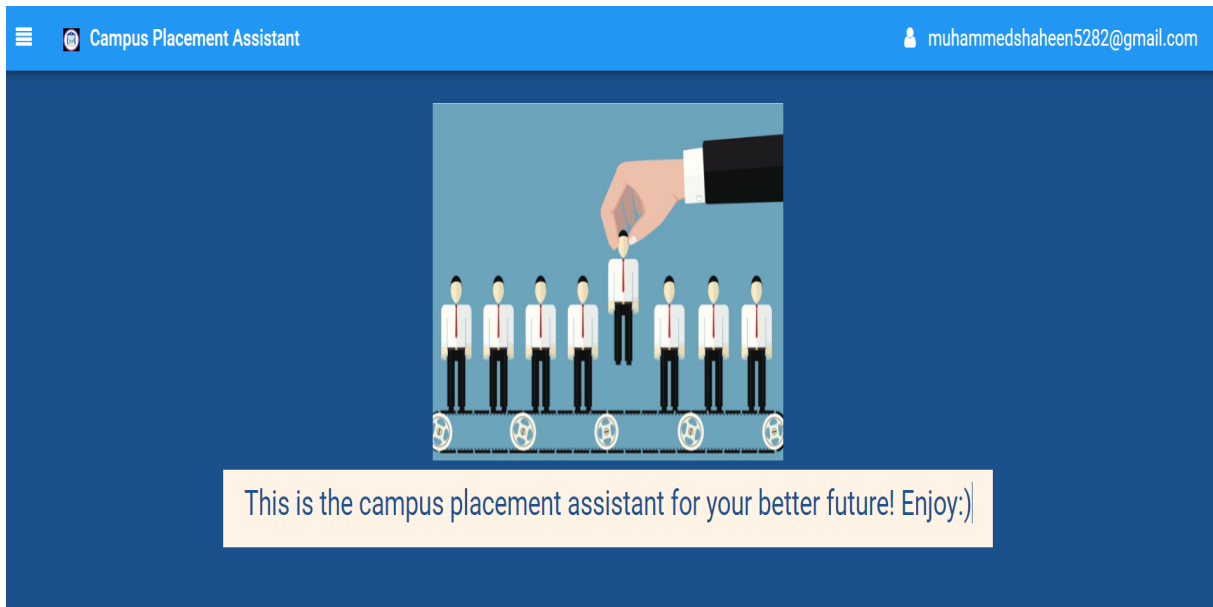 Campus Placement Assistant
muhammedshaheen5282@gmail.com
This is the campus placement assistant for your better future! Enjoy:)